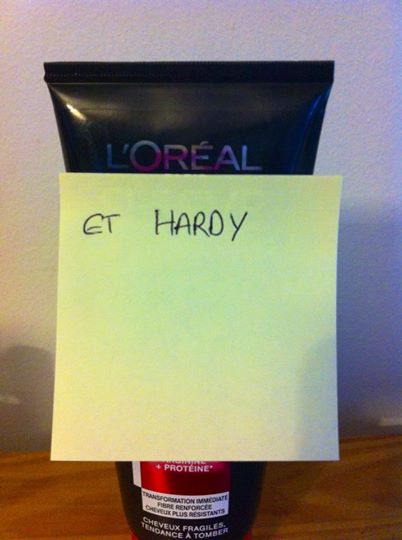 L'ORÉAL
ET HARDY
+ PROTÉINE*
TRANSFORMATION IMMÉDIATE
FIBRE RENFORCÉE
CHEVEUX PLUS RÉSISTANTS
CHEVEUX FRAGILES,
TENDANCE À TOMBER